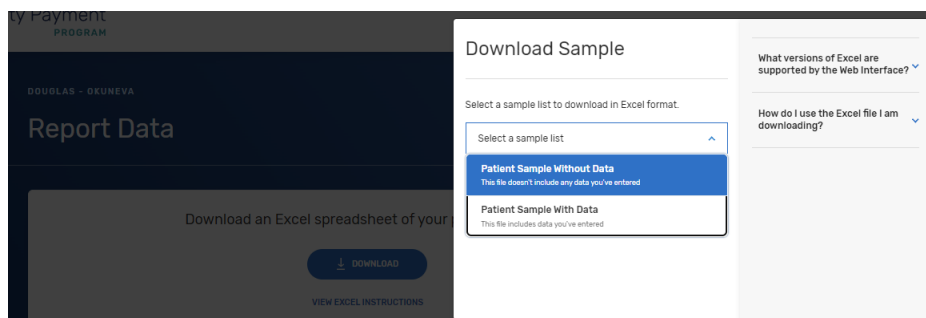 ty Payment
PROGRAM
DOUGLAS - OKUNEVA
Report Data
Download an Excel spreadsheet of your
DOWNLOAD
VIEW EXCEL INSTRUCTIONS
Download Sample
Select a sample list to download in Excel format.
Select a sample list
Patient Sample Without Data
This file doesn't include any data you've entered
Patient Sample With Data
This file includes data you've entered
What versions of Excel are
supported by the Web Interface?
How do I use the Excel file I am
downloading?